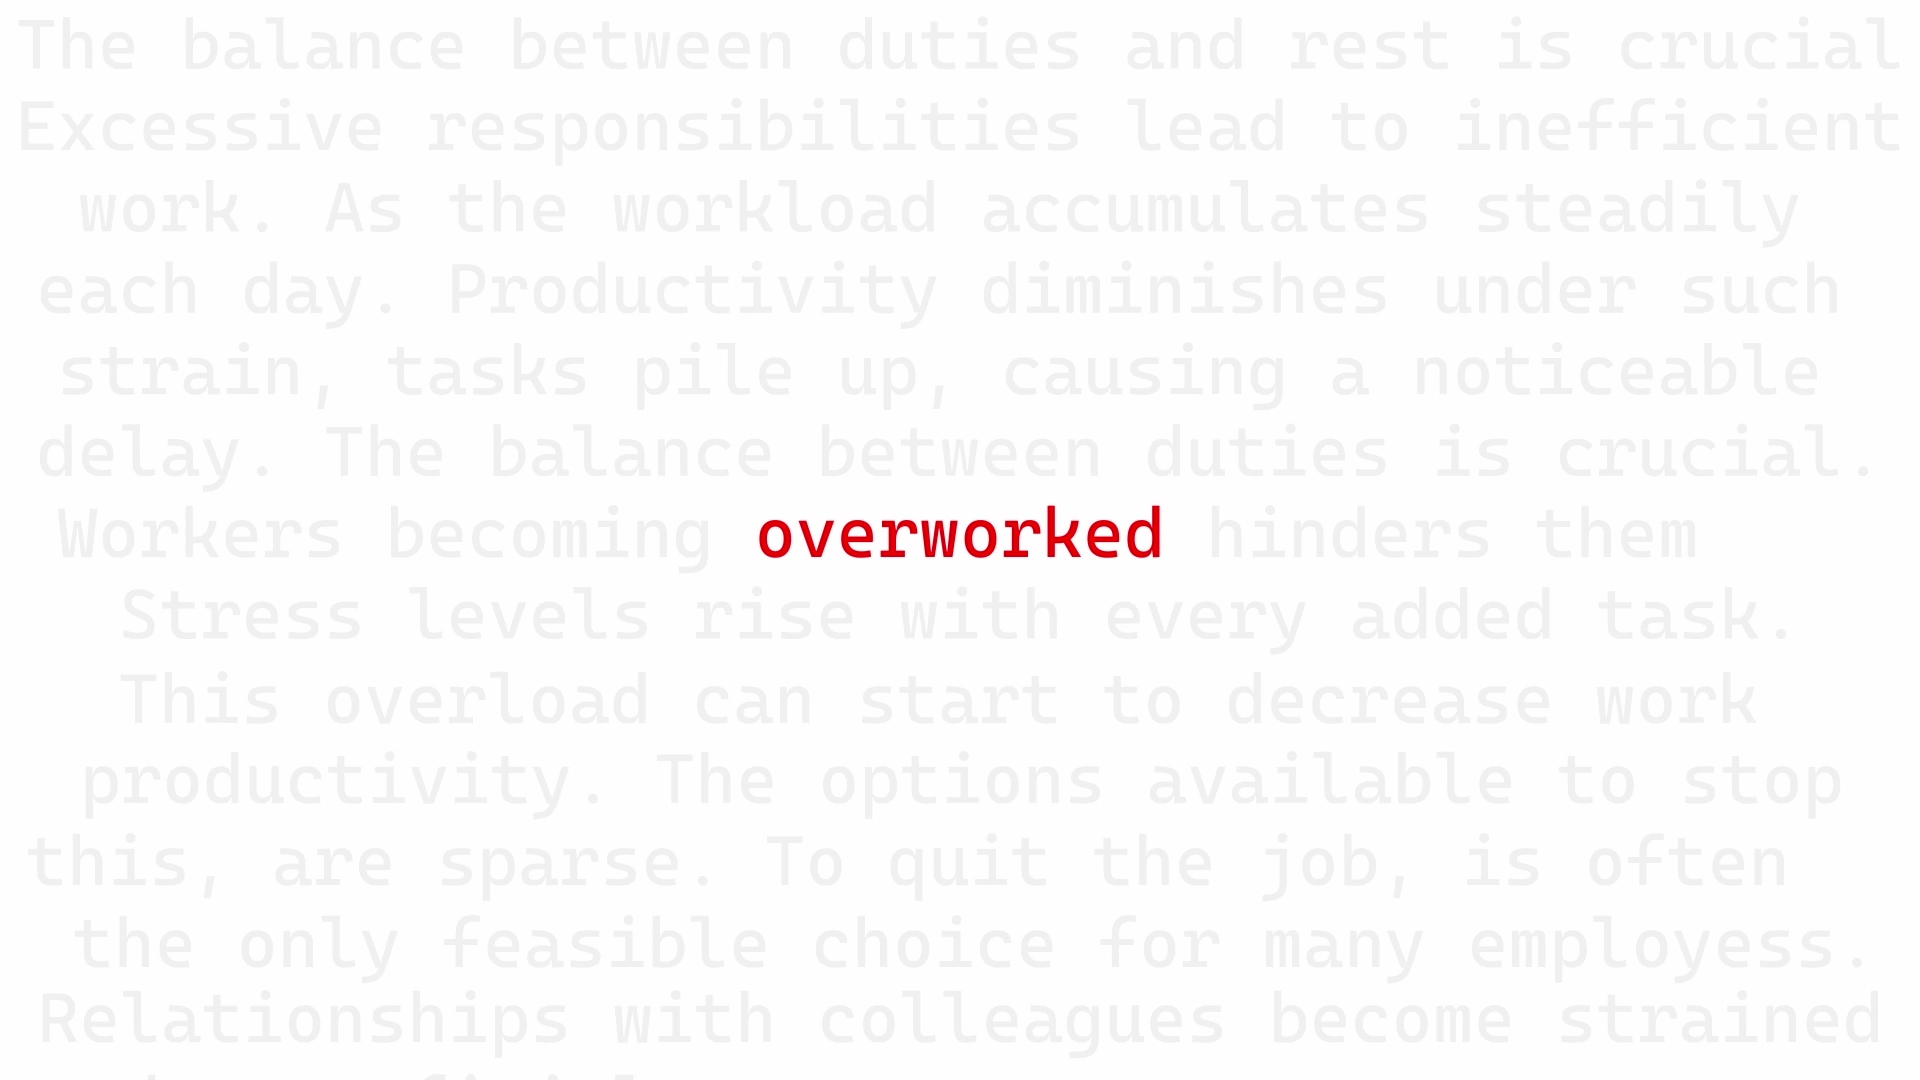 The balance between duties and rest is crucial
Excessive responsibilities lead to inefficient
work. As the workload accumulates steadily
each day. Productivity diminishes under such
strain, tasks pile up, causing a noticeable
delay. The balance between duties is crucial.
Workers becoming overworked hinders them
Stress levels rise with every added task.
This overload can start to decrease work
productivity. The options available to stop
this, are sparse. To quit the job, is often
the only feasible choice for many employess.
Relationships with colleagues become strained